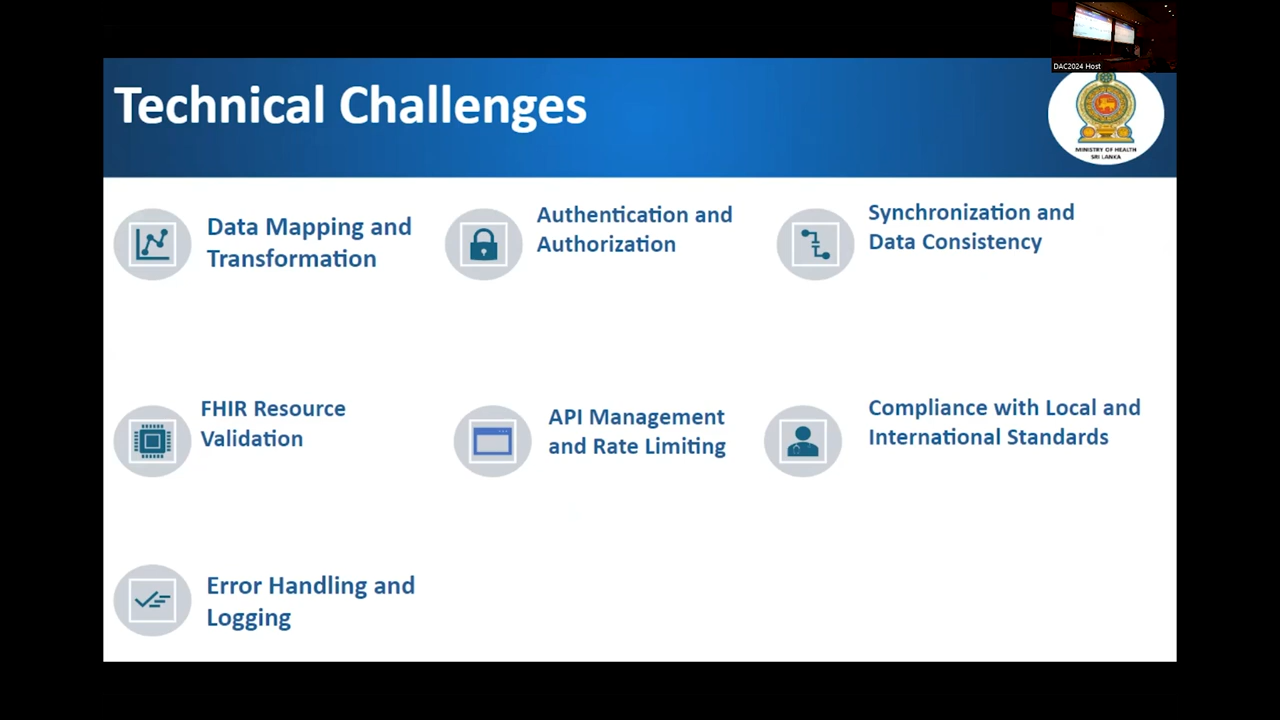 DAC2024 Host
Technical Challenges
MINISTRY OF HEALTH
SRI LANKA
Data Mapping and
Transformation
Authentication and
Authorization
Synchronization and
Data Consistency
FHIR Resource
Validation
API Management
and Rate Limiting
Compliance with Local and
International Standards
Error Handling and
Logging